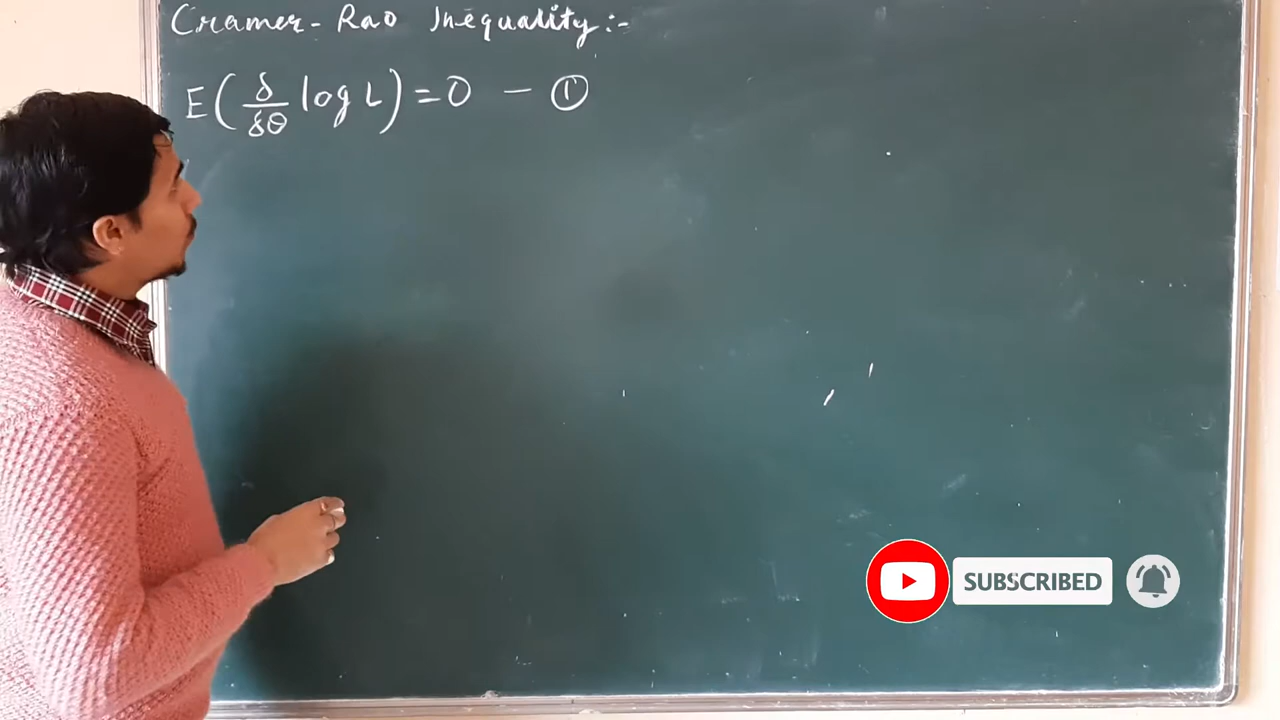 Cramer-Rao Inequality:-
E(δ/δθ log L) = 0 - ①
SUBSCRIBED